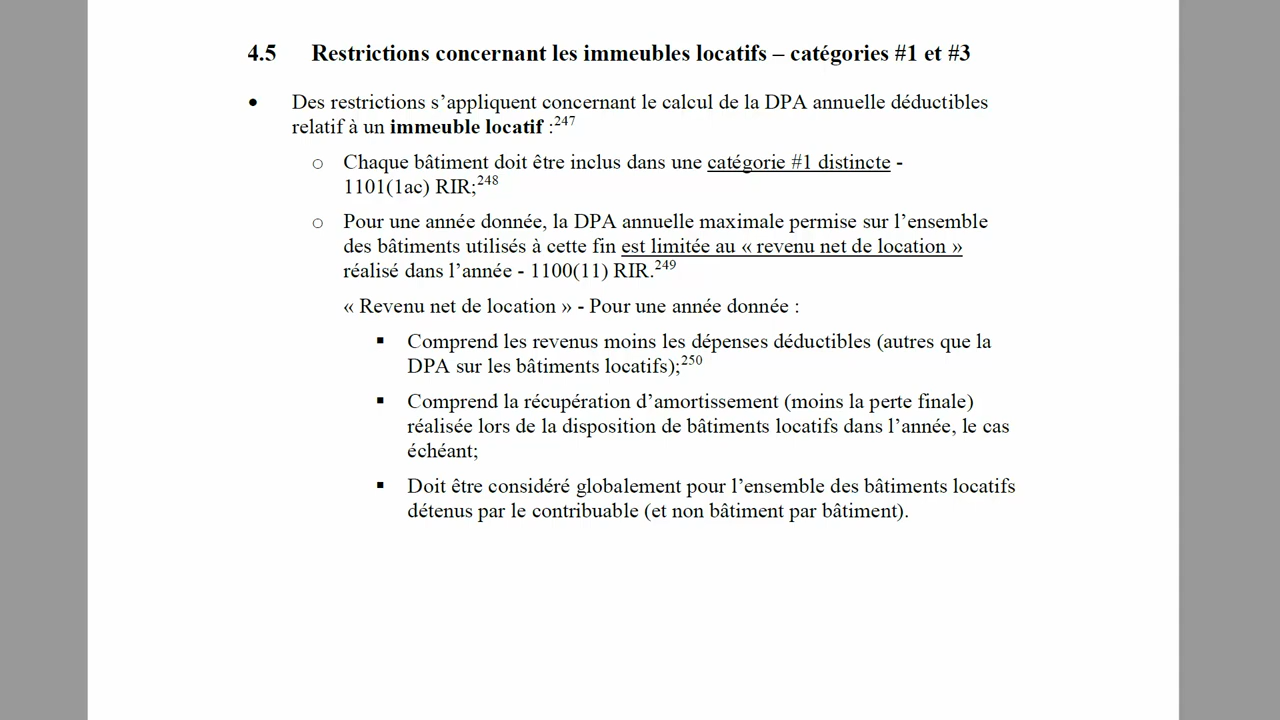 4.5 Restrictions concernant les immeubles locatifs – catégories #1 et #3
• Des restrictions s’appliquent concernant le calcul de la DPA annuelle déductibles
relatif à un immeuble locatif :247
o Chaque bâtiment doit être inclus dans une catégorie #1 distincte -
1101(1ac) RIR;248
o Pour une année donnée, la DPA annuelle maximale permise sur l’ensemble
des bâtiments utilisés à cette fin est limitée au « revenu net de location »
réalisé dans l’année - 1100(11) RIR.249
« Revenu net de location » - Pour une année donnée :
▪ Comprend les revenus moins les dépenses déductibles (autres que la
DPA sur les bâtiments locatifs);250
▪ Comprend la récupération d’amortissement (moins la perte finale)
réalisée lors de la disposition de bâtiments locatifs dans l’année, le cas
échéant;
▪ Doit être considéré globalement pour l’ensemble des bâtiments locatifs
détenus par le contribuable (et non bâtiment par bâtiment).